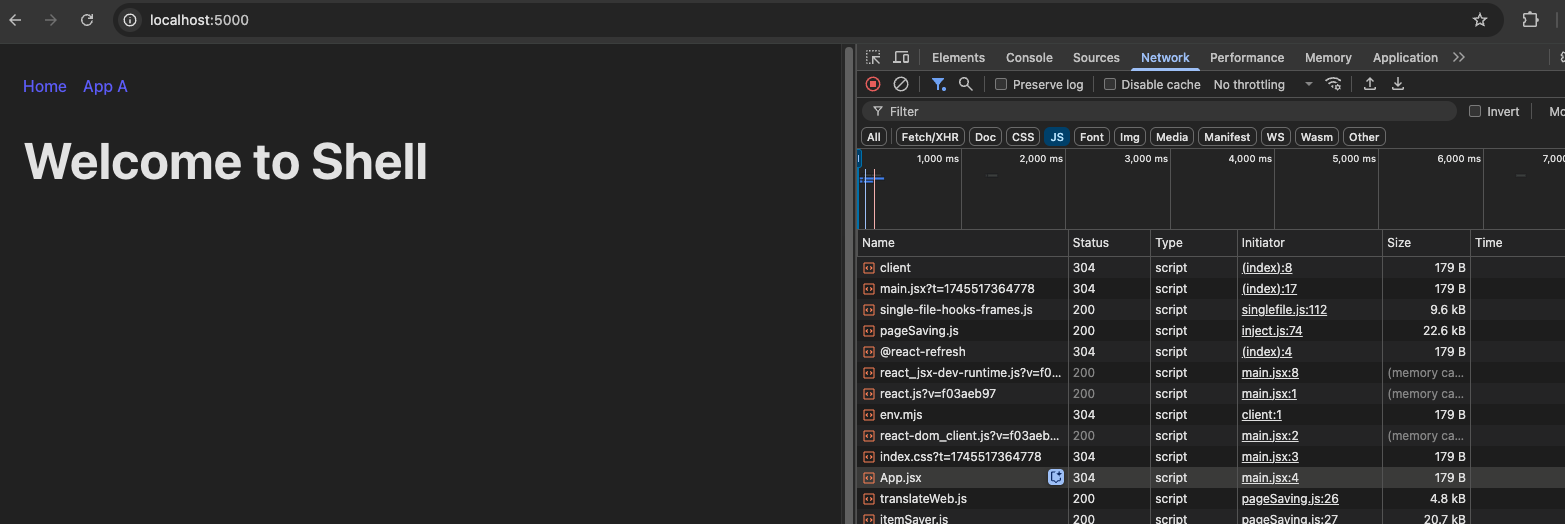 localhost:5000
Home App A
Welcome to Shell
Elements Console Sources Network Performance Memory Application
Preserve log Disable cache No throttling
Filter Invert
All Fetch/XHR Doc CSS JS Font Img Media Manifest WS Wasm Other
1,000 ms 2,000 ms 3,000 ms 4,000 ms 5,000 ms 6,000 ms
Name Status Type Initiator Size Time
client 304 script (index):8 179 B
main.jsx?t=1745517364778 304 script (index):17 179 B
single-file-hooks-frames.js 200 script singlefile.js:112 9.6 kB
pageSaving.js 200 script inject.js:74 22.6 kB
@react-refresh 304 script (index):4 179 B
react_jsx-dev-runtime.js?v=f0... 200 script main.jsx:8 (memory ca...
react.js?v=f03aeb97 200 script main.jsx:1 (memory ca...
env.mjs 304 script client:1 179 B
react-dom_client.js?v=f03aeb... 200 script main.jsx:2 (memory ca...
index.css?t=1745517364778 304 script main.jsx:3 179 B
App.jsx 304 script main.jsx:4 179 B
translateWeb.js 200 script pageSaving.js:26 4.8 kB
itemSaver.js 200 script pageSaving.js:27 20.7 kB